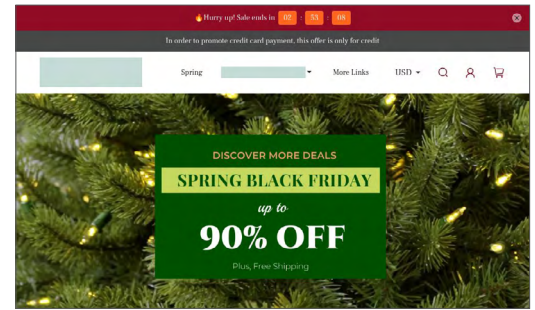 🔥Hurry up! Sale ends in 02 : 53 : 08
In order to promote credit card payment, this offer is only for credit
Spring More Links USD
DISCOVER MORE DEALS
SPRING BLACK FRIDAY
up to
90% OFF
Plus, Free Shipping